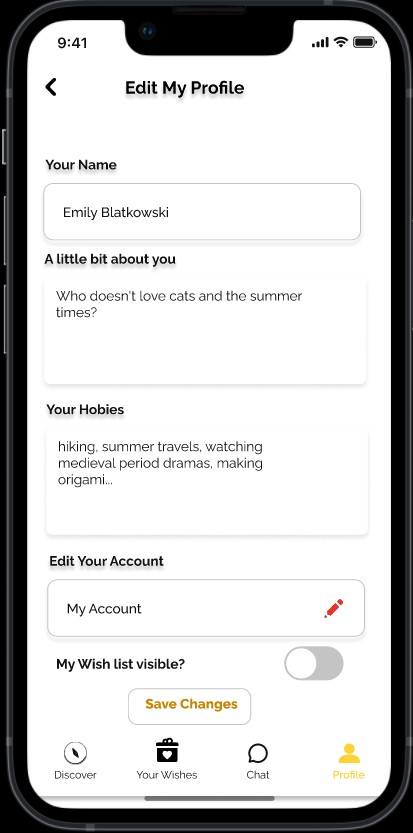 9:41
Edit My Profile
Your Name
Emily Blatkowski
A little bit about you
Who doesn't love cats and the summer
times?
Your Hobies
hiking, summer travels, watching
medieval period dramas, making
origami...
Edit Your Account
My Account
My Wish list visible?
Save Changes
Discover
Your Wishes
Chat
Profile